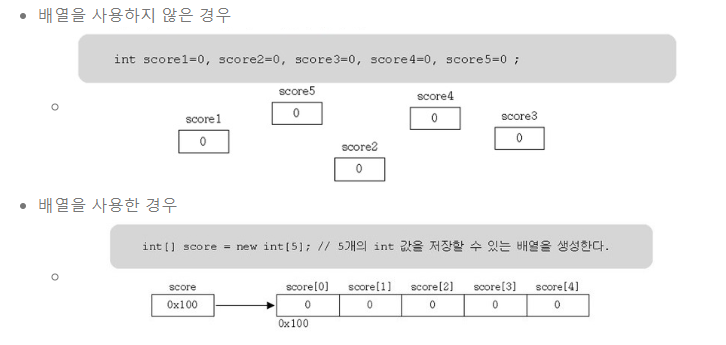 배열을 사용하지 않은 경우
int score1=0, score2=0, score3=0, score4=0, score5=0 ;
score5
0
score4
0
score1
0
score3
0
score2
0
배열을 사용한 경우
int[] score = new int[5]; // 5개의 int 값을 저장할 수 있는 배열을 생성한다.
score score[0] score[1] score[2] score[3] score[4]
0x100 0 0 0 0 0
0x100